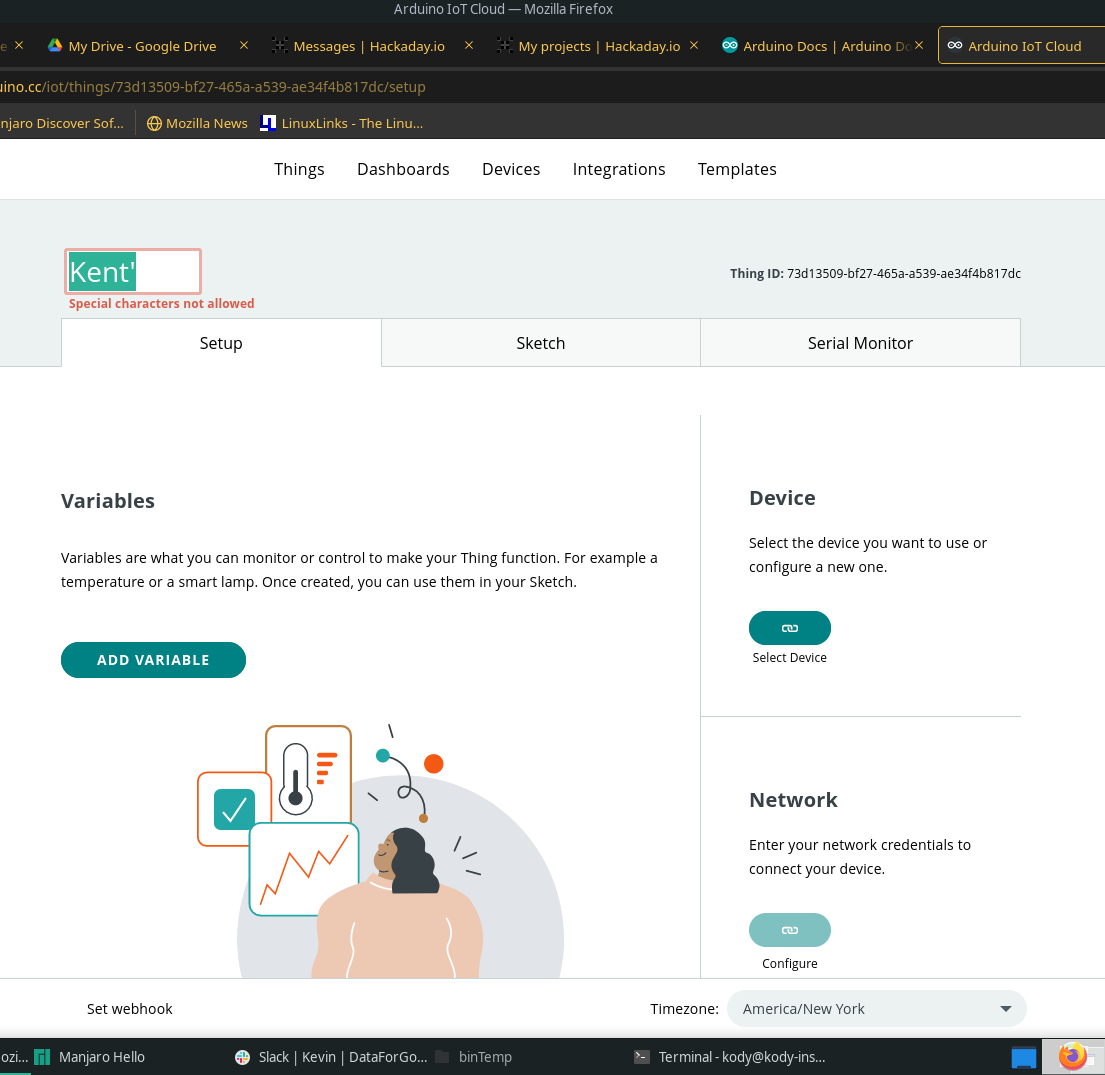 Arduino IoT Cloud — Mozilla Firefox
My Drive - Google Drive Messages | Hackaday.io My projects | Hackaday.io Arduino Docs | Arduino Do Arduino IoT Cloud
uino.cc/iot/things/73d13509-bf27-465a-a539-ae34f4b817dc/setup
njaro Discover Sof... Mozilla News LinuxLinks - The Linu...
Things Dashboards Devices Integrations Templates
Kent'
Thing ID: 73d13509-bf27-465a-a539-ae34f4b817dc
Special characters not allowed
Setup Sketch Serial Monitor
Variables
Variables are what you can monitor or control to make your Thing function. For example a
temperature or a smart lamp. Once created, you can use them in your Sketch.
ADD VARIABLE
Device
Select the device you want to use or
configure a new one.
Select Device
Network
Enter your network credentials to
connect your device.
Configure
Set webhook Timezone: America/New York
ozi... Manjaro Hello Slack | Kevin | DataForGo... binTemp Terminal - kody@kody-ins...